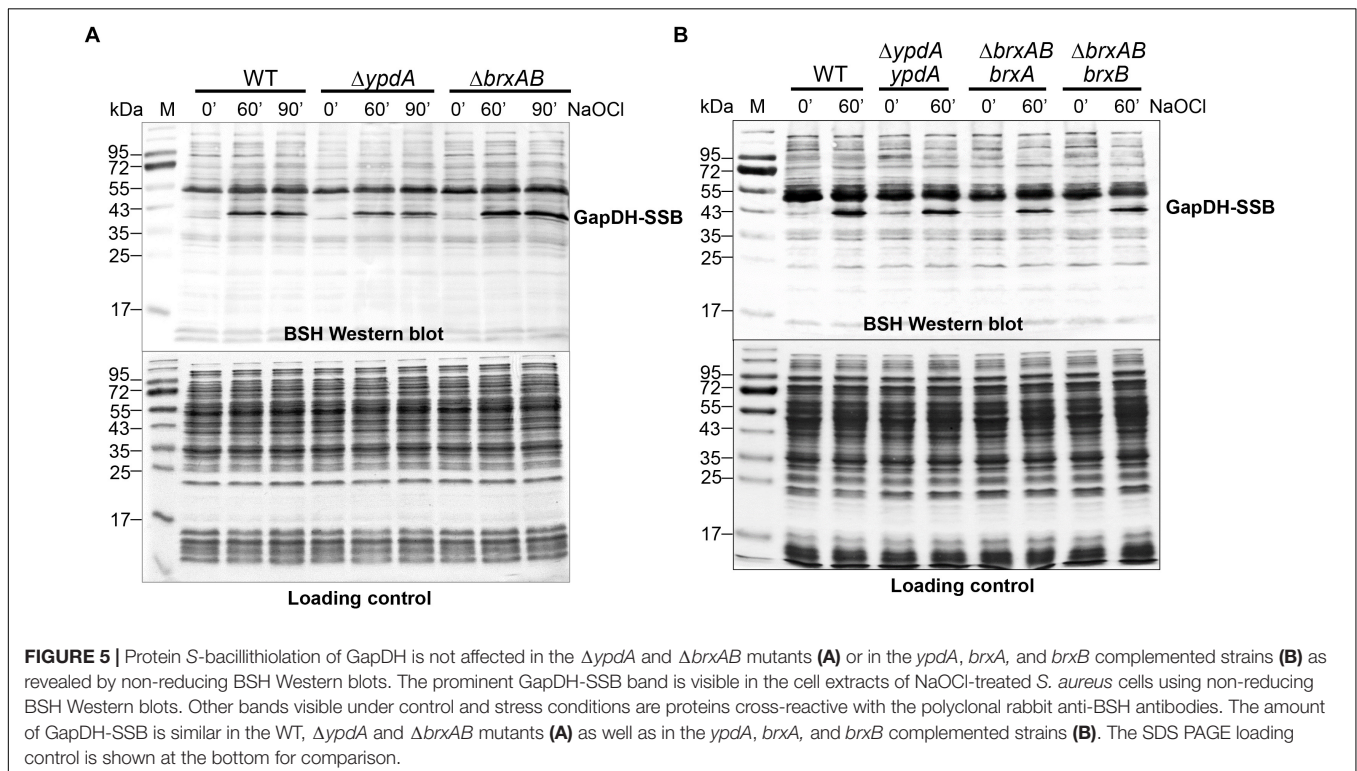 A
WT ΔypdA ΔbrxAB
kDa M 0' 60' 90' 0' 60' 90' 0' 60' 90' NaOCl
95
72
55
43
35
25
17
GapDH-SSB
BSH Western blot
95
72
55
43
35
25
17
Loading control
B
WT ΔypdA ypdA ΔbrxAB brxA ΔbrxAB brxB
kDa M 0' 60' 0' 60' 0' 60' 0' 60' NaOCl
95
72
55
43
35
25
17
GapDH-SSB
BSH Western blot
95
72
55
43
35
25
17
Loading control
FIGURE 5 | Protein S-bacillithiolation of GapDH is not affected in the ΔypdA and ΔbrxAB mutants (A) or in the ypdA, brxA, and brxB complemented strains (B) as
revealed by non-reducing BSH Western blots. The prominent GapDH-SSB band is visible in the cell extracts of NaOCl-treated S. aureus cells using non-reducing
BSH Western blots. Other bands visible under control and stress conditions are proteins cross-reactive with the polyclonal rabbit anti-BSH antibodies. The amount
of GapDH-SSB is similar in the WT, ΔypdA and ΔbrxAB mutants (A) as well as in the ypdA, brxA, and brxB complemented strains (B). The SDS PAGE loading
control is shown at the bottom for comparison.